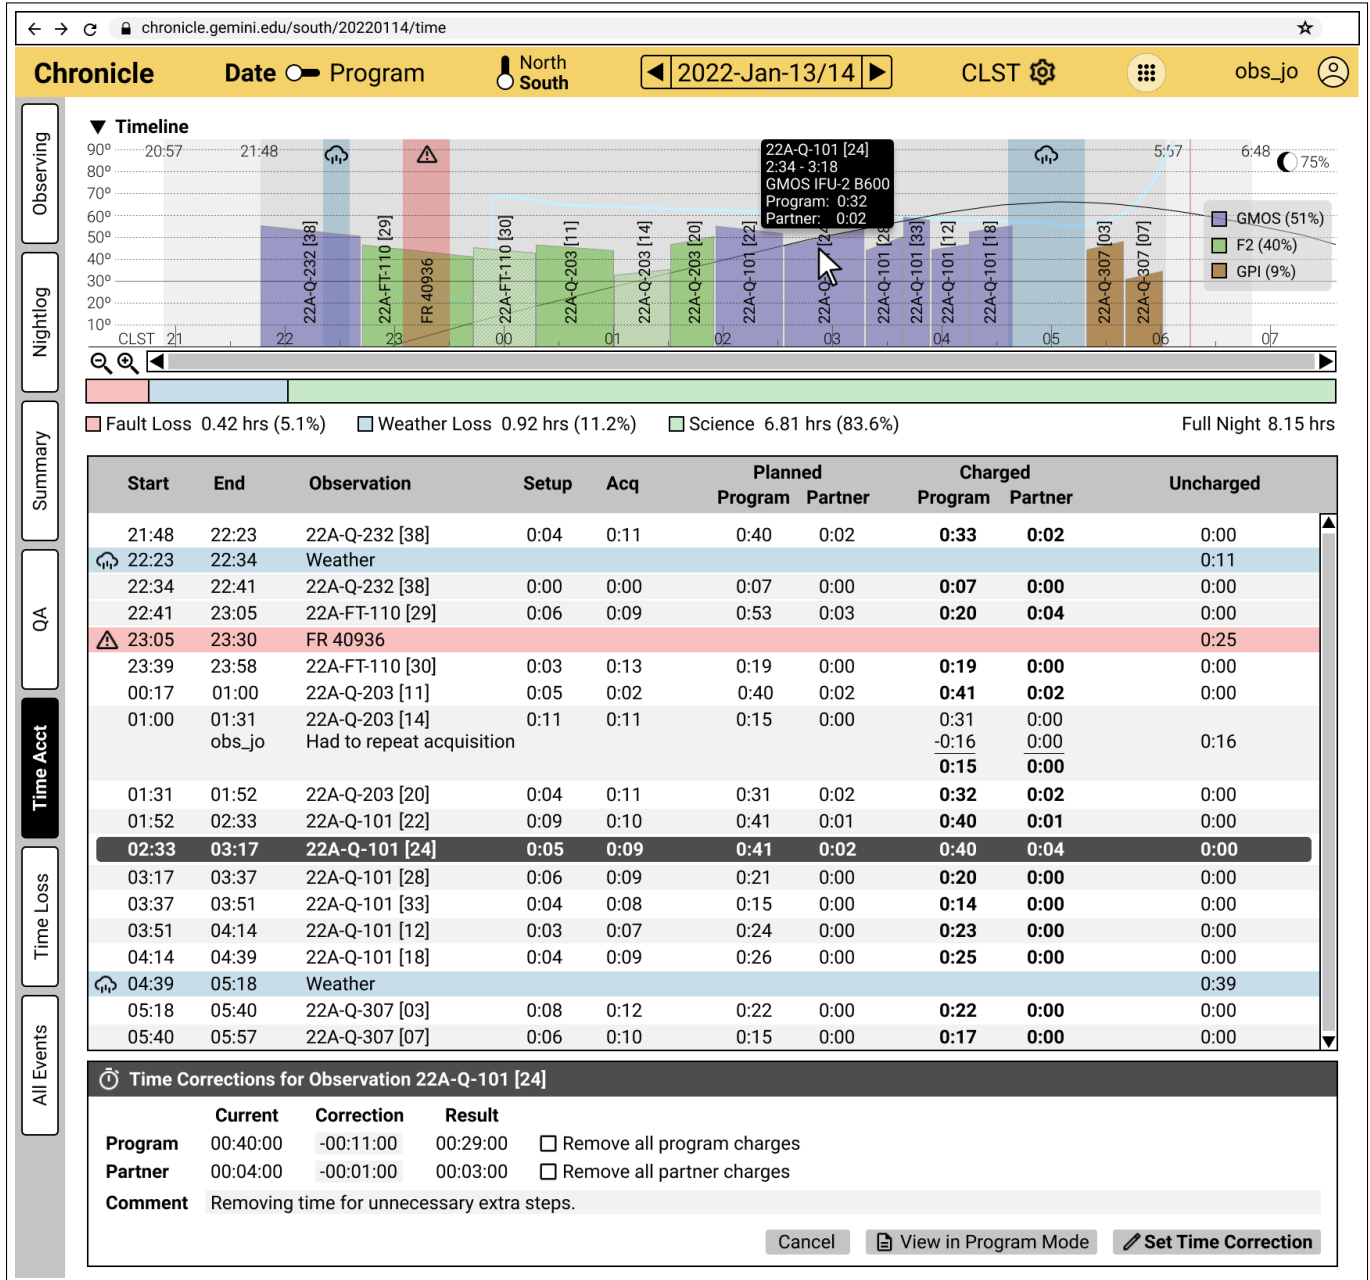 chronicle.gemini.edu/south/20220114/time
Chronicle Date Program North South 2022-Jan-13/14 CLST obs_jo
Observing
Nightlog
Summary
QA
Time Acct
Time Loss
All Events
Timeline
90° 20:57 21:48 5:57 6:48 75%
80°
70°
60°
50°
40°
30°
20°
10°
22A-Q-101 [24]
2:34 - 3:18
GMOS IFU-2 B600
Program: 0:32
Partner: 0:02
22A-Q-232 [38]
22A-FT-110 [29]
FR 40936
22A-FT-110 [30]
22A-Q-203 [11]
22A-Q-203 [14]
22A-Q-203 [20]
22A-Q-101 [22]
22A-Q-101 [28]
22A-Q-101 [33]
22A-Q-101 [12]
22A-Q-101 [18]
22A-Q-307 [03]
22A-Q-307 [07]
GMOS (51%)
F2 (40%)
GPI (9%)
CLST 21 22 23 00 01 02 03 04 05 06 07
Fault Loss 0.42 hrs (5.1%) Weather Loss 0.92 hrs (11.2%) Science 6.81 hrs (83.6%) Full Night 8.15 hrs
Planned Charged
Start End Observation Setup Acq Program Partner Program Partner Uncharged
21:48 22:23 22A-Q-232 [38] 0:04 0:11 0:40 0:02 0:33 0:02 0:00
22:23 22:34 Weather 0:11
22:34 22:41 22A-Q-232 [38] 0:00 0:00 0:07 0:00 0:07 0:00 0:00
22:41 23:05 22A-FT-110 [29] 0:06 0:09 0:53 0:03 0:20 0:04 0:00
23:05 23:30 FR 40936 0:25
23:39 23:58 22A-FT-110 [30] 0:03 0:13 0:19 0:00 0:19 0:00 0:00
00:17 01:00 22A-Q-203 [11] 0:05 0:02 0:40 0:02 0:41 0:02 0:00
01:00 01:31 22A-Q-203 [14] 0:11 0:11 0:15 0:00 0:31 0:00
obs_jo Had to repeat acquisition -0:16 0:00 0:16
0:15 0:00
01:31 01:52 22A-Q-203 [20] 0:04 0:11 0:31 0:02 0:32 0:02 0:00
01:52 02:33 22A-Q-101 [22] 0:09 0:10 0:41 0:01 0:40 0:01 0:00
02:33 03:17 22A-Q-101 [24] 0:05 0:09 0:41 0:02 0:40 0:04 0:00
03:17 03:37 22A-Q-101 [28] 0:06 0:09 0:21 0:00 0:20 0:00 0:00
03:37 03:51 22A-Q-101 [33] 0:04 0:08 0:15 0:00 0:14 0:00 0:00
03:51 04:14 22A-Q-101 [12] 0:03 0:07 0:24 0:00 0:23 0:00 0:00
04:14 04:39 22A-Q-101 [18] 0:04 0:09 0:26 0:00 0:25 0:00 0:00
04:39 05:18 Weather 0:39
05:18 05:40 22A-Q-307 [03] 0:08 0:12 0:22 0:00 0:22 0:00 0:00
05:40 05:57 22A-Q-307 [07] 0:06 0:10 0:15 0:00 0:17 0:00 0:00
Time Corrections for Observation 22A-Q-101 [24]
Current Correction Result
Program 00:40:00 -00:11:00 00:29:00 Remove all program charges
Partner 00:04:00 -00:01:00 00:03:00 Remove all partner charges
Comment Removing time for unnecessary extra steps.
Cancel View in Program Mode Set Time Correction